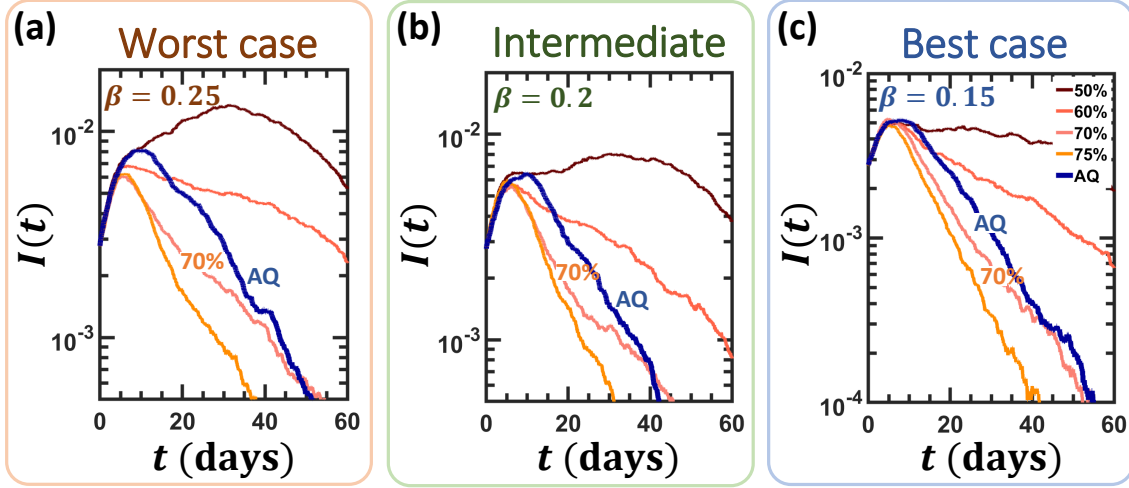 (a)
Worst case
β = 0.25
10⁻²
10⁻³
I(t)
70%
AQ
0
20
40
60
t (days)
(b)
Intermediate
β = 0.2
10⁻²
10⁻³
I(t)
70%
AQ
0
20
40
60
t (days)
(c)
Best case
β = 0.15
10⁻²
10⁻³
10⁻⁴
I(t)
50%
60%
70%
75%
AQ
AQ
70%
0
20
40
60
t (days)